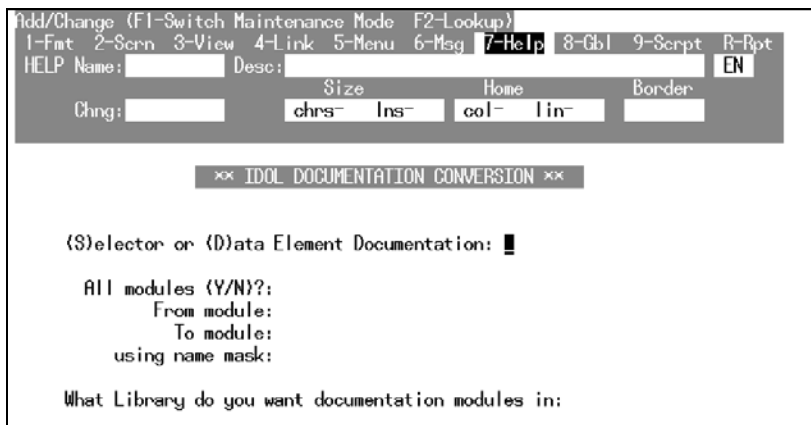 Add/Change (F1-Switch Maintenance Mode F2-Lookup)
1-Fmt 2-Scrn 3-View 4-Link 5-Menu 6-Msg 7-Help 8-Gbl 9-Scrpt R-Rpt
HELP Name: Desc: EN
Size Home Border
Chng: chrs- lns- col- lin-
** IDOL DOCUMENTATION CONVERSION **
(S)elector or (D)ata Element Documentation:
All modules (Y/N)?:
From module:
To module:
using name mask:
What Library do you want documentation modules in: